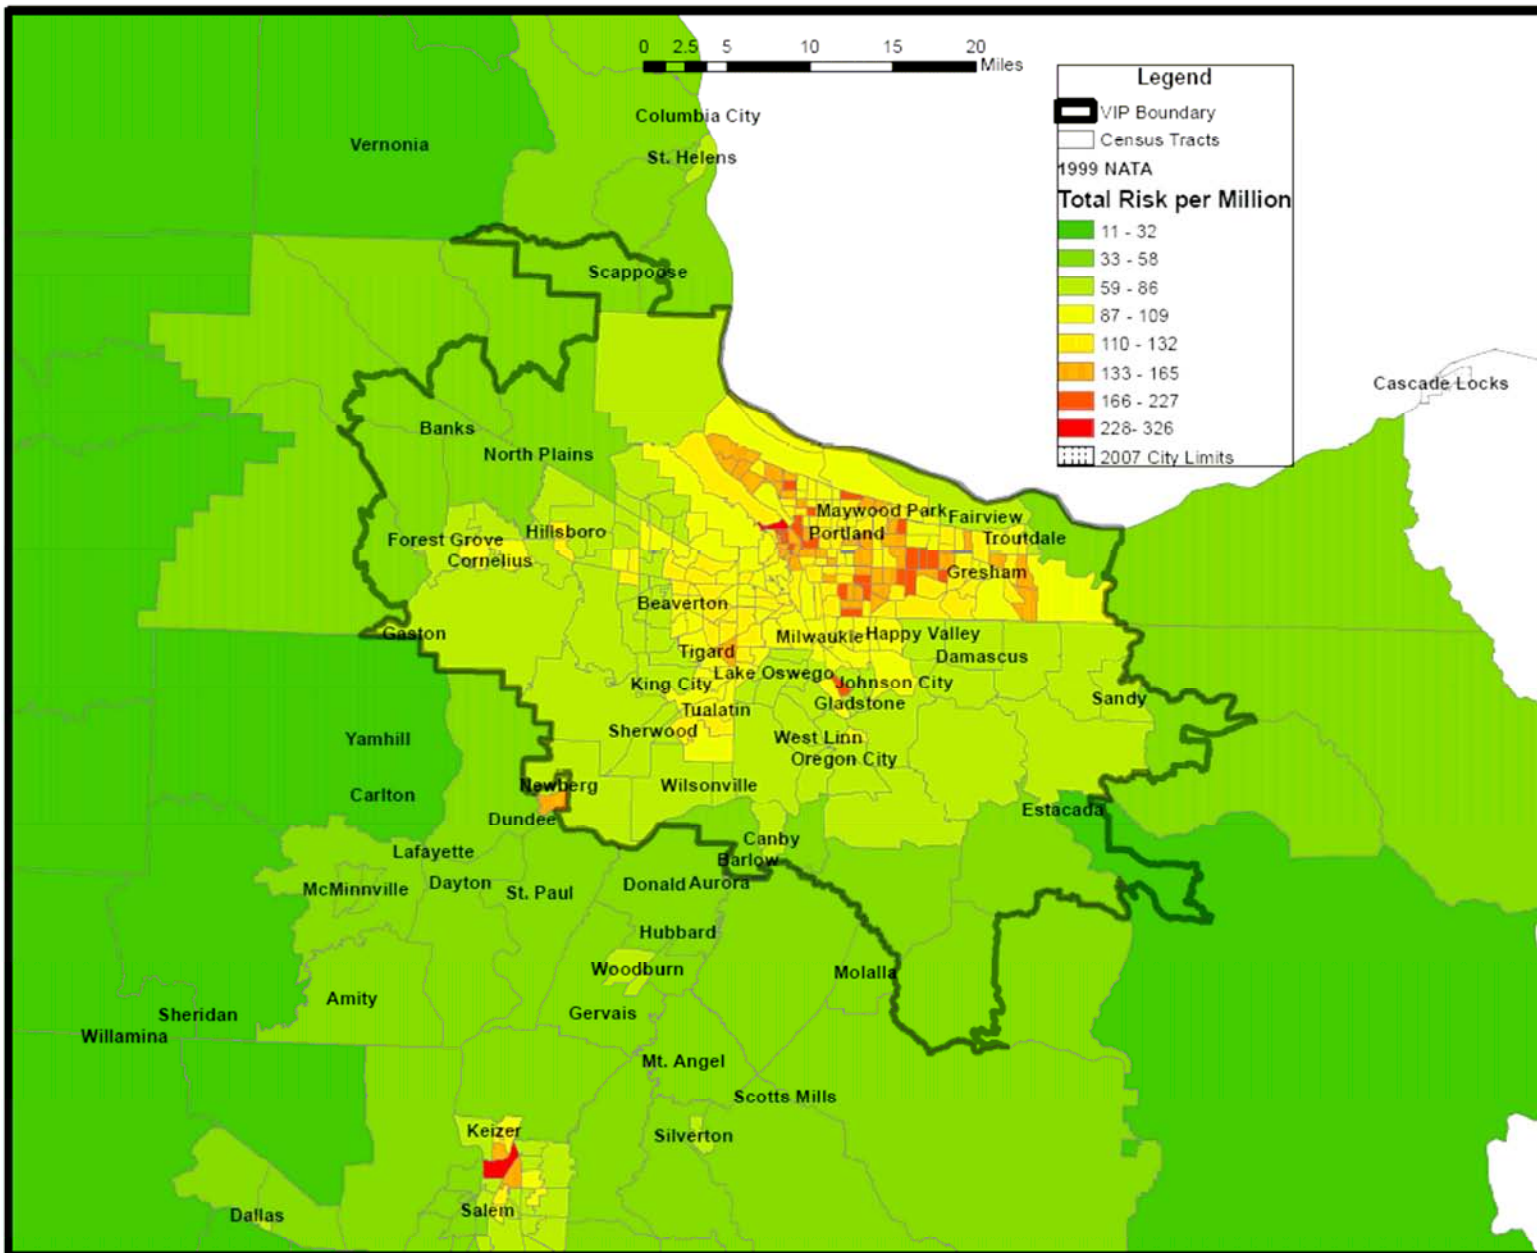 0 2.5 5 10 15 20
Miles
Legend
VIP Boundary
Census Tracts
1999 NATA
Total Risk per Million
11 - 32
33 - 58
59 - 86
87 - 109
110 - 132
133 - 165
166 - 227
228- 326
2007 City Limits
Columbia City
Vernonia
St. Helens
Scappoose
Cascade Locks
Banks
North Plains
Maywood Park
Fairview
Forest Grove
Hillsboro
Portland
Troutdale
Cornelius
Gresham
Beaverton
Gaston
Milwaukie
Happy Valley
Tigard
Damascus
Lake Oswego
King City
Johnson City
Sandy
Gladstone
Tualatin
Sherwood
West Linn
Yamhill
Oregon City
Newberg
Wilsonville
Carlton
Estacada
Dundee
Canby
Lafayette
Barlow
McMinnville
Dayton
St. Paul
Donald
Aurora
Hubbard
Woodburn
Molalla
Amity
Sheridan
Gervais
Willamina
Mt. Angel
Scotts Mills
Keizer
Silverton
Dallas
Salem